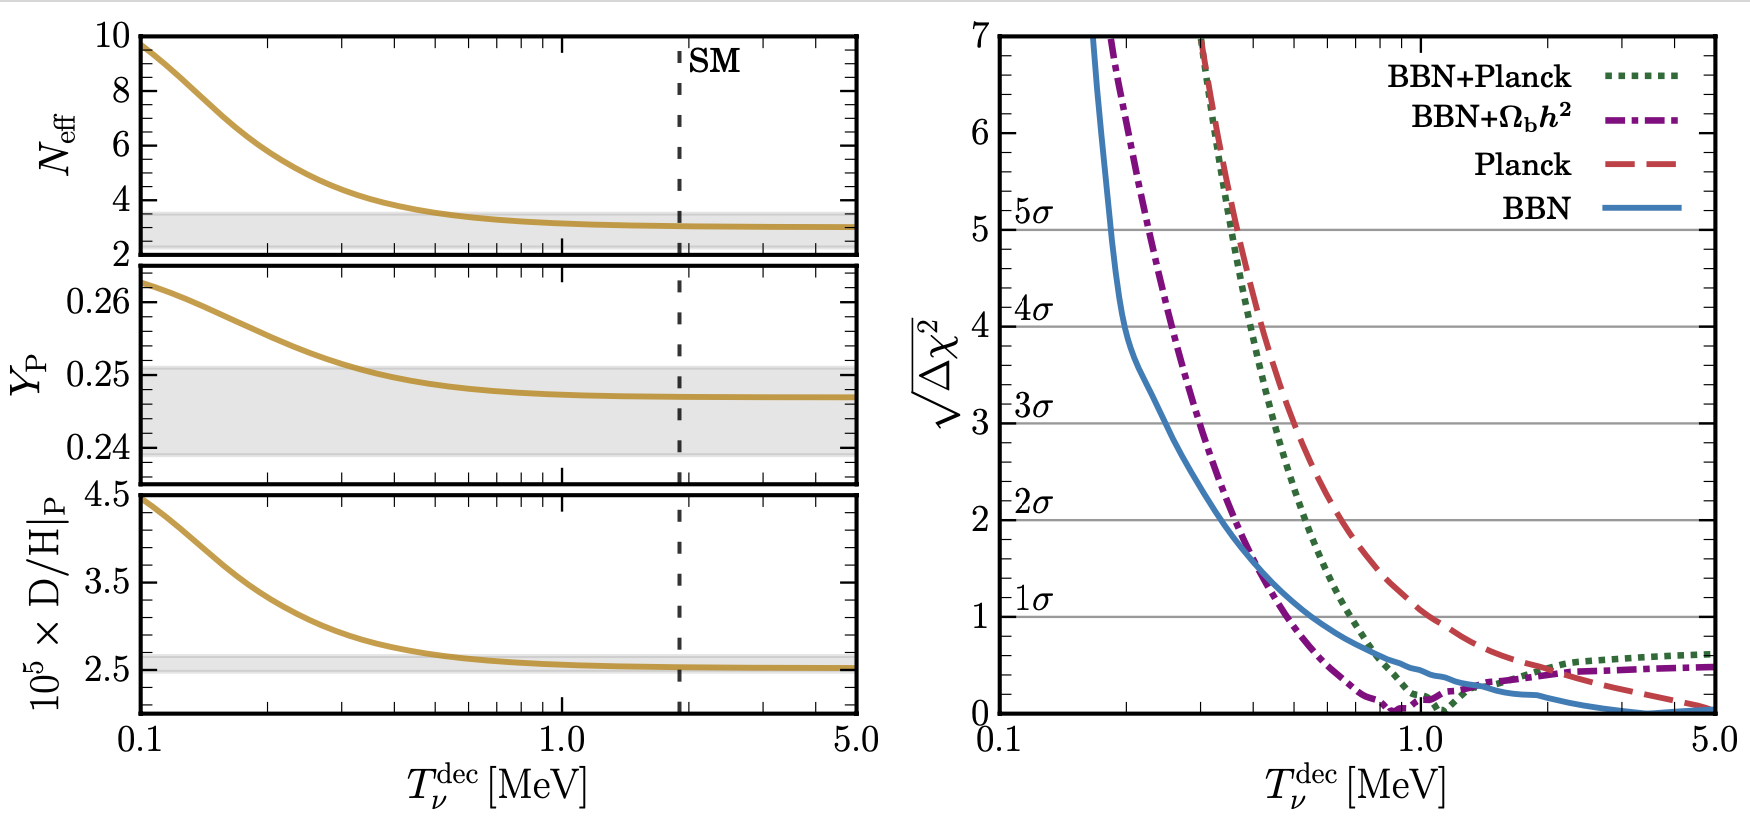 10
8
6
4
2
N_eff
SM
0.26
0.25
0.24
Y_P
4.5
3.5
2.5
10^5 × D/H|_P
0.1
1.0
5.0
T_ν^dec [MeV]
7
6
5
4
3
2
1
0
√Δχ²
BBN+Planck
BBN+Ω_b h²
Planck
BBN
5σ
4σ
3σ
2σ
1σ
0.1
1.0
5.0
T_ν^dec [MeV]